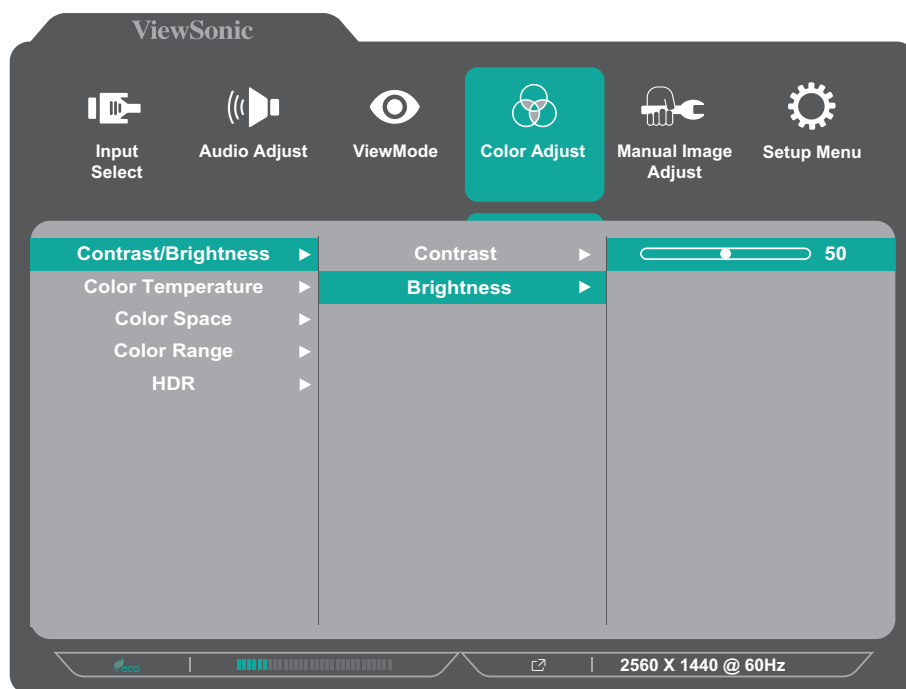 ViewSonic
Input Select
Audio Adjust
ViewMode
Color Adjust
Manual Image Adjust
Setup Menu
Contrast/Brightness
Contrast
50
Color Temperature
Brightness
Color Space
Color Range
HDR
eco
2560 X 1440 @ 60Hz